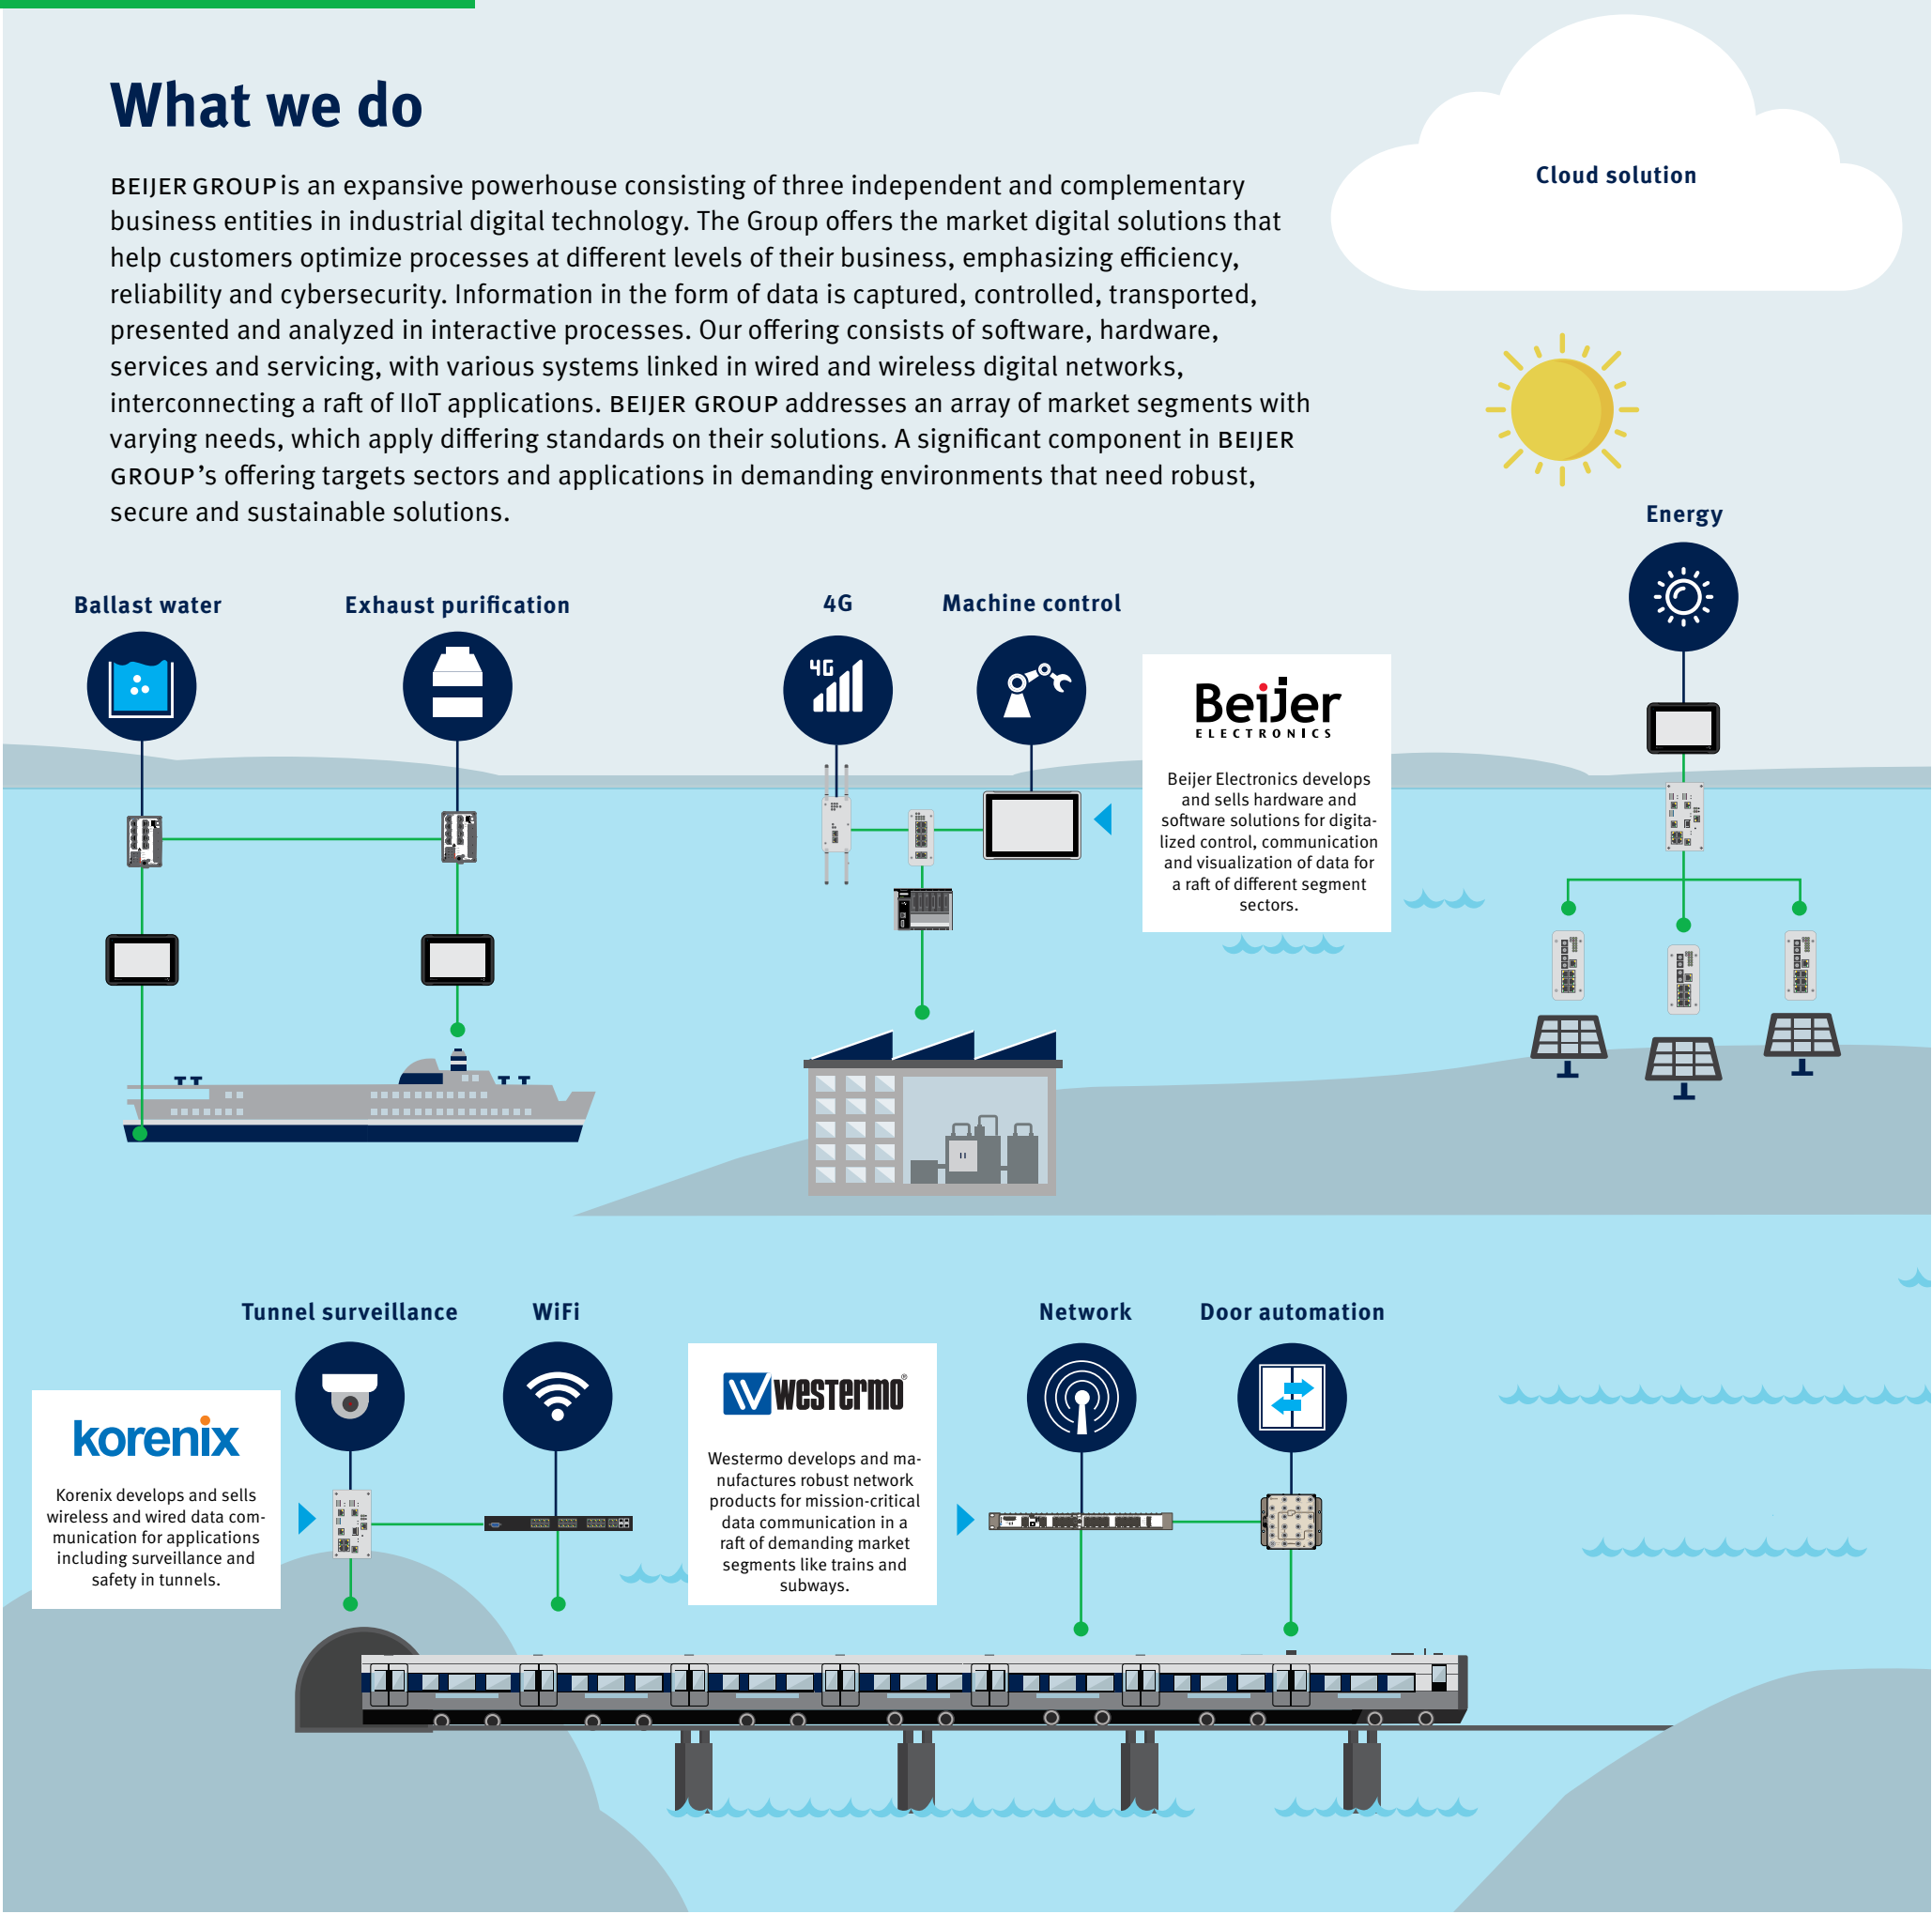 What we do
Cloud solution
BEIJER GROUP is an expansive powerhouse consisting of three independent and complementary
business entities in industrial digital technology. The Group offers the market digital solutions that
help customers optimize processes at different levels of their business, emphasizing efficiency,
reliability and cybersecurity. Information in the form of data is captured, controlled, transported,
presented and analyzed in interactive processes. Our offering consists of software, hardware,
services and servicing, with various systems linked in wired and wireless digital networks,
interconnecting a raft of IIoT applications. BEIJER GROUP addresses an array of market segments with
varying needs, which apply differing standards on their solutions. A significant component in BEIJER
GROUP’s offering targets sectors and applications in demanding environments that need robust,
secure and sustainable solutions.
Energy
Ballast water
Exhaust purification
4G
Machine control
4G
Beijer
ELECTRONICS
Beijer Electronics develops
and sells hardware and
software solutions for digita-
lized control, communication
and visualization of data for
a raft of different segment
sectors.
Tunnel surveillance
WiFi
Network
Door automation
korenix
Korenix develops and sells
wireless and wired data com-
munication for applications
including surveillance and
safety in tunnels.
westermo®
Westermo develops and ma-
nufactures robust network
products for mission-critical
data communication in a
raft of demanding market
segments like trains and
subways.